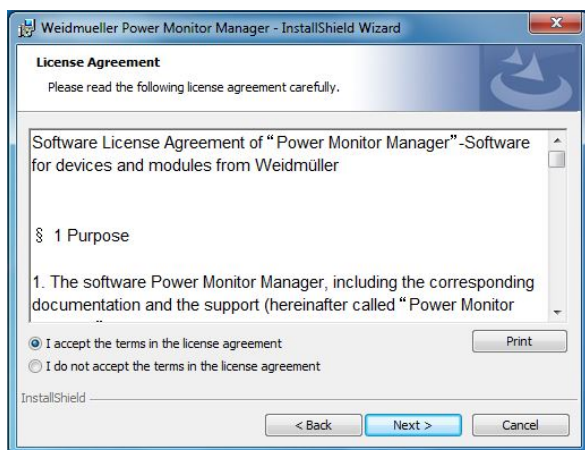 Weidmueller Power Monitor Manager - InstallShield Wizard
License Agreement
Please read the following license agreement carefully.
Software License Agreement of “Power Monitor Manager”-Software
for devices and modules from Weidmüller
§ 1 Purpose
1. The software Power Monitor Manager, including the corresponding
documentation and the support (hereinafter called “Power Monitor
I accept the terms in the license agreement
Print
I do not accept the terms in the license agreement
InstallShield
< Back
Next >
Cancel